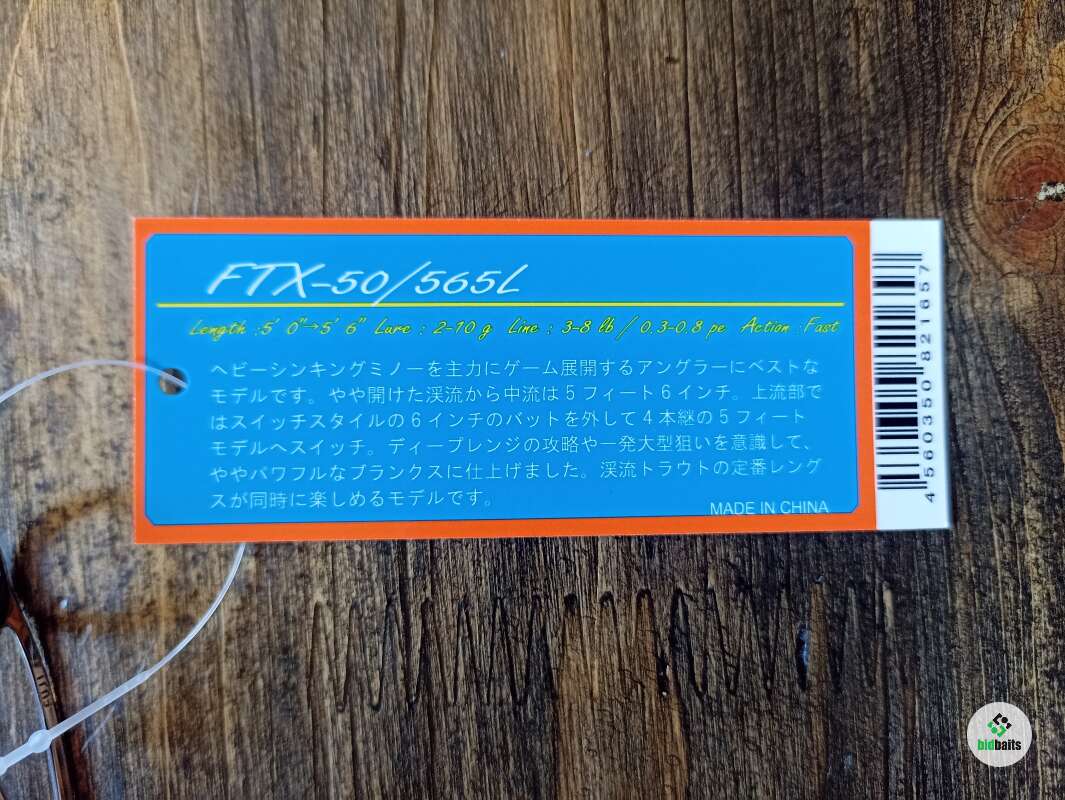 FTX-50/565L
Length : 5' 0"→5' 6" Lure : 2-10 g Line : 3-8 lb / 0.3-0.8 pe Action : Fast
ヘビーシンキングミノーを主力にゲーム展開するアングラーにベストな
モデルです。やや開けた渓流から中流は5フィート6インチ。上流部で
はスイッチスタイルの6インチのバットを外して4本継の5フィート
モデルへスイッチ。ディープレンジの攻略や一発大型狙いを意識して、
ややパワフルなブランクスに仕上げました。渓流トラウトの定番レング
スが同時に楽しめるモデルです。
MADE IN CHINA
4 560350 821657
bidbaits